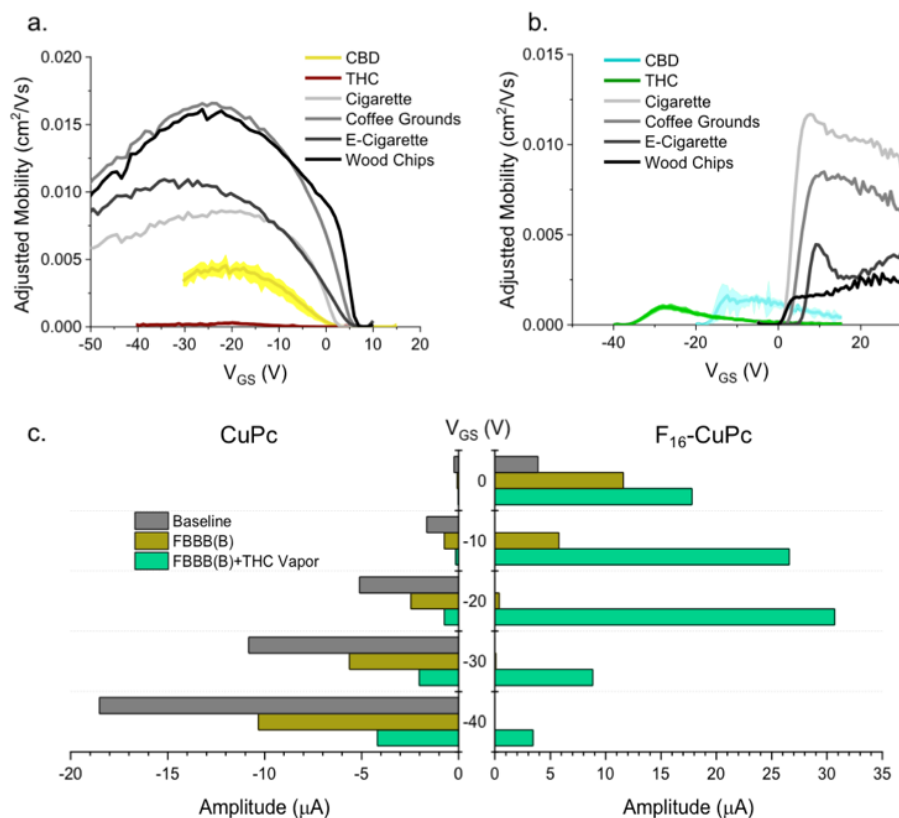 a.
CBD
THC
Cigarette
Coffee Grounds
E-Cigarette
Wood Chips
Adjusted Mobility (cm²/Vs)
0.020
0.015
0.010
0.005
0.000
-50 -40 -30 -20 -10 0 10 20
V_GS (V)
b.
CBD
THC
Cigarette
Coffee Grounds
E-Cigarette
Wood Chips
Adjustted Mobility (cm²/Vs)
0.015
0.010
0.005
0.000
-40 -20 0 20
V_GS (V)
c.
CuPc
V_GS (V)
F₁₆-CuPc
Baseline
FBBB(B)
FBBB(B)+THC Vapor
0
-10
-20
-30
-40
-20 -15 -10 -5 0
0 5 10 15 20 25 30 35
Amplitude (μA)
Amplitude (μA)